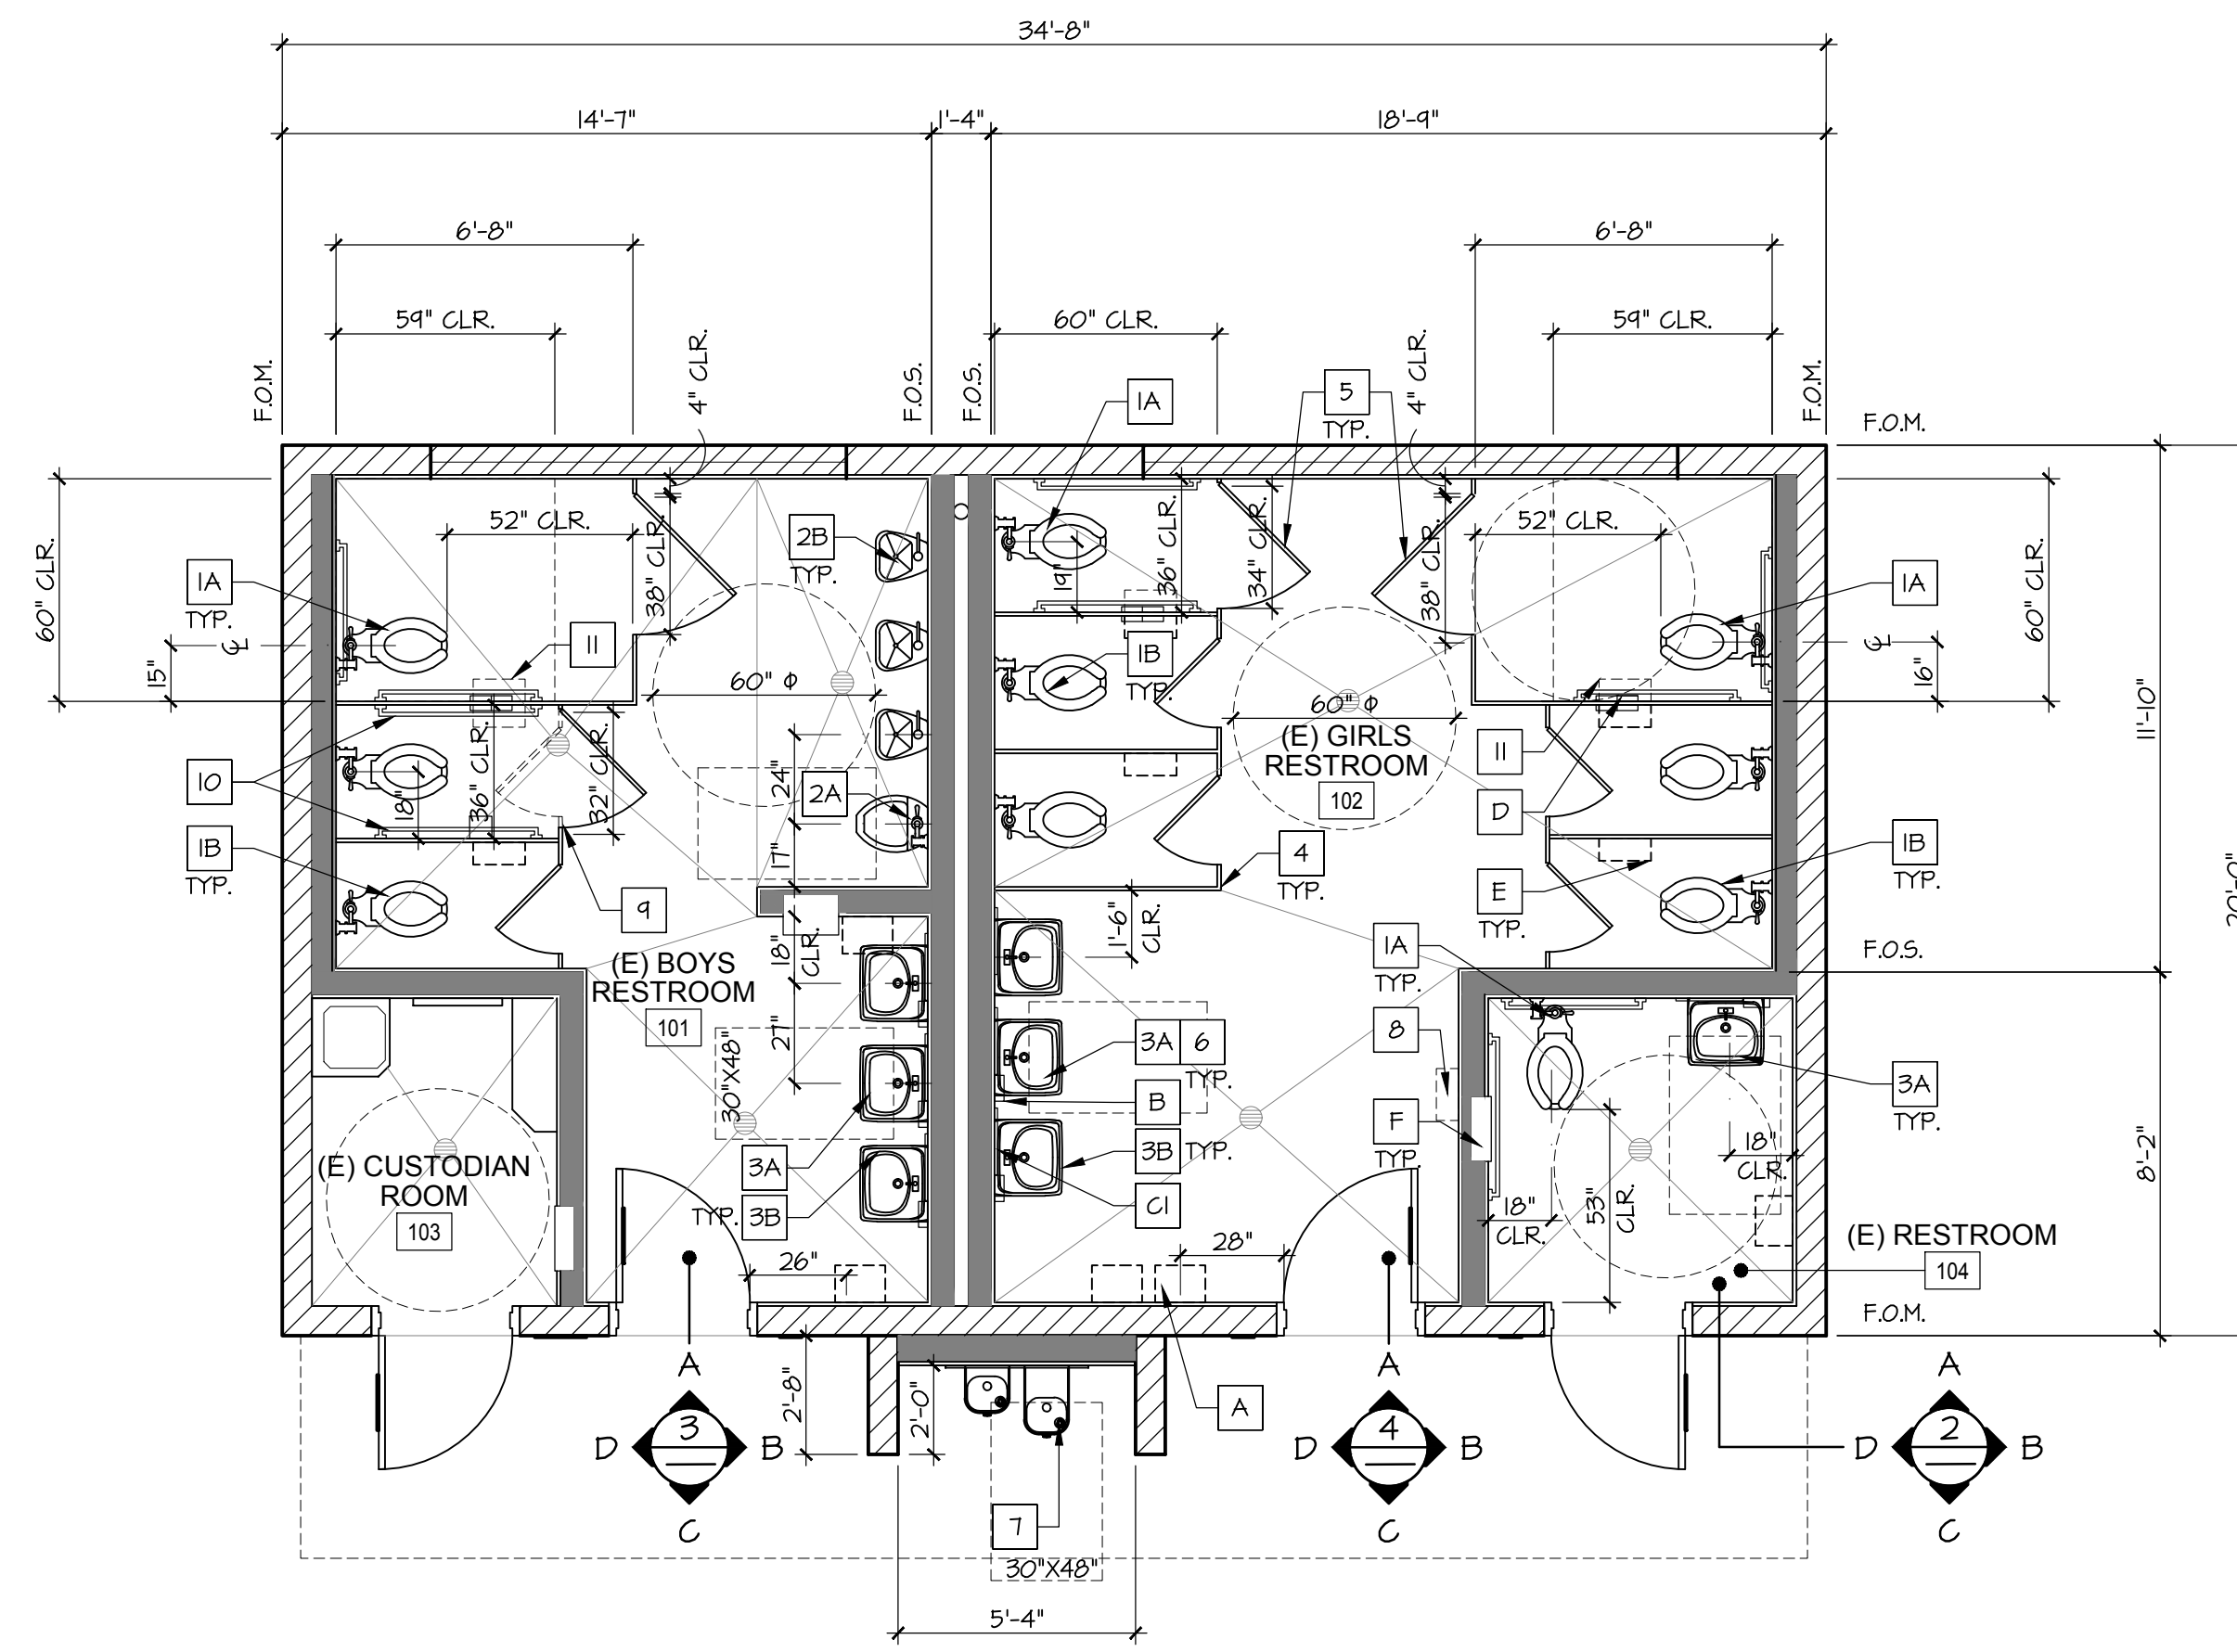 34'-8"
14'-7"
1'-4"
18'-9"
6'-8"
6'-8"
59" CLR.
60" CLR.
59" CLR.
F.O.M.
4" CLR.
F.O.S.
F.O.S.
4" CLR.
F.O.M.
1A
5
TYP.
F.O.M.
52" CLR.
2B
TYP.
38" CLR.
19"
36" CLR.
34" CLR.
38" CLR.
52" CLR.
60" CLR.
1A
TYP.
15"
℄
11
60" ϕ
1B
TYP.
60" ϕ
(E) GIRLS
RESTROOM
102
1A
℄
16"
60" CLR.
11'-10"
10
18"
36" CLR.
32" CLR.
24"
2A
17"
11
D
E
TYP.
1B
TYP.
1B
TYP.
9
4
TYP.
20'-0"
(E) BOYS
RESTROOM
101
18"
CLR.
27"
30"X48"
1'-6"
CLR.
1A
TYP.
F.O.S.
3A 6
TYP.
8
B
3B TYP.
C1
F
TYP.
3A
TYP.
(E) CUSTODIAN
ROOM
103
3A
TYP. 3B
18"
CLR.
18"
CLR.
53"
CLR.
8'-2"
26"
28"
(E) RESTROOM
104
F.O.M.
2'-8"
2'-0"
A
A
D 3 B
C
A
D 4 B
C
A
D 2 B
C
7
30"X48"
5'-4"